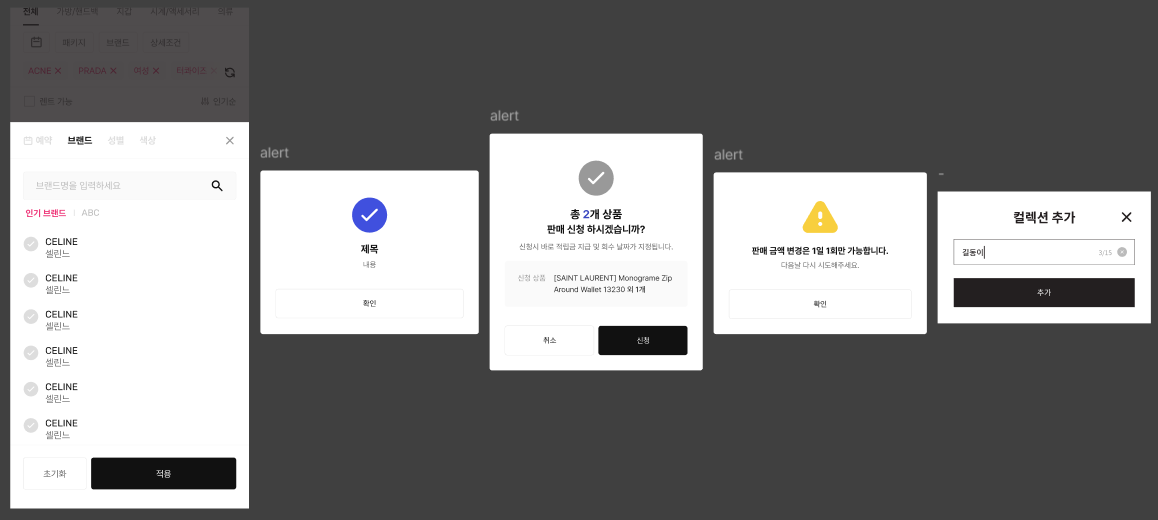 전체 가방/핸드백 지갑 시계/액세서리 의류
패키지 브랜드 상세조건
ACNE PRADA 여성
렌트 가능 인기순
예약 브랜드 성별 색상
브랜드명을 입력하세요
인기 브랜드 | ABC
CELINE
셀린느
CELINE
셀린느
CELINE
셀린느
CELINE
셀린느
CELINE
셀린느
CELINE
셀린느
초기화 적용
alert
제목
내용
확인
alert
총 2개 상품
판매 신청 하시겠습니까?
신청시 바로 적립금 지급 및 회수 날짜가 지정됩니다.
신청 상품 [SAINT LAURENT] Monograme Zip
Around Wallet 13230 외 1개
취소 신청
alert
판매 금액 변경은 1일 1회만 가능합니다.
다음날 다시 시도해주세요.
확인
컬렉션 추가
길동이 3/15
추가